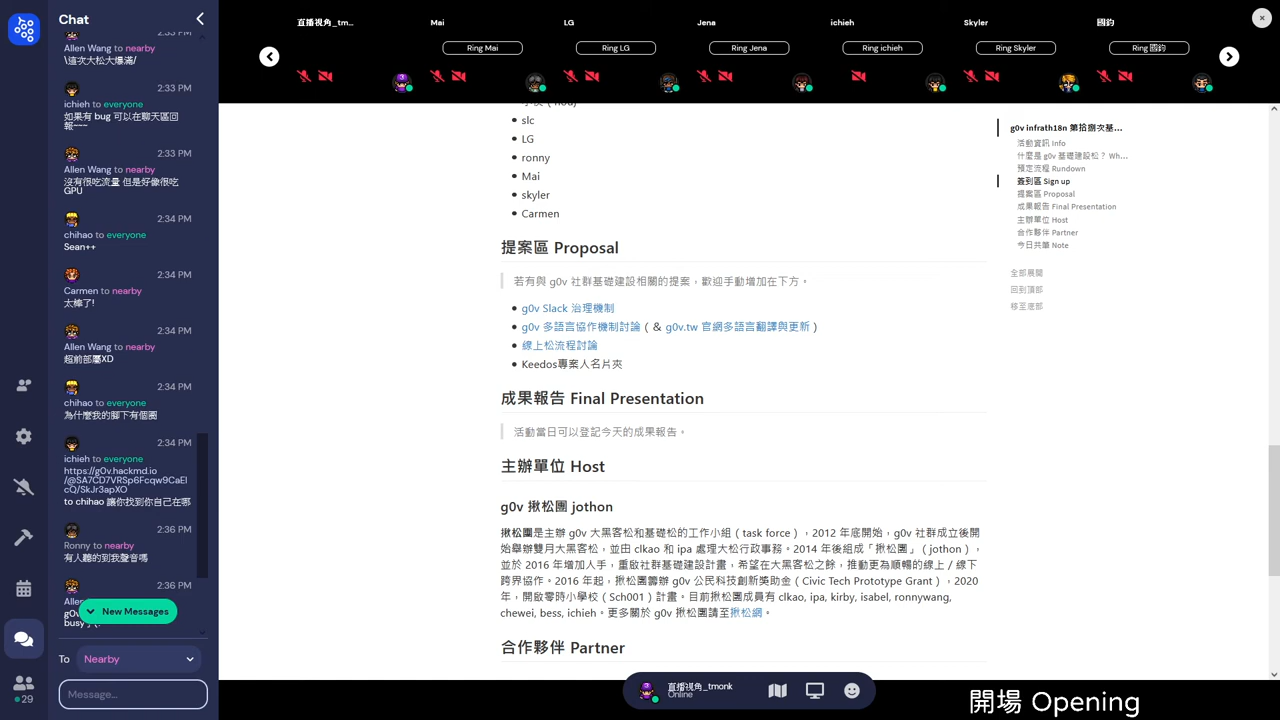 Chat
2:33 PM
Allen Wang to nearby
\這次大松大爆滿/
2:33 PM
ichieh to everyone
如果有 bug 可以在聊天區回
報~~~
2:33 PM
Allen Wang to nearby
沒有很吃流量 但是好像很吃
GPU
2:34 PM
chihao to everyone
Sean++
2:34 PM
Carmen to nearby
太棒了!
2:34 PM
Allen Wang to nearby
超前部屬XD
2:34 PM
chihao to everyone
為什麼我的腳下有個圈
2:34 PM
ichieh to everyone
https://g0v.hackmd.io
/@SA7CD7VRSp6Fcqw9CaEl
cQ/SkJr3apXO
to chihao 讓你找到你自己在哪
2:36 PM
Ronny to nearby
有人聽的到我聲音嗎
2:36 PM
New Messages
To Nearby
Message...
29
直播視角_tm...
Mai
Ring Mai
LG
Ring LG
Jena
Ring Jena
ichieh
Ring ichieh
Skyler
Ring Skyler
國鈞
Ring 國鈞
slc
LG
ronny
Mai
skyler
Carmen
提案區 Proposal
若有與 g0v 社群基礎建設相關的提案，歡迎手動增加在下方。
g0v Slack 治理機制
g0v 多語言協作機制討論（ & g0v.tw 官網多語言翻譯與更新）
線上松流程討論
Keedos專案人名片夾
成果報告 Final Presentation
活動當日可以登記今天的成果報告。
主辦單位 Host
g0v 揪松團 jothon
揪松團是主辦 g0v 大黑客松和基礎松的工作小組（task force），2012 年底開始，g0v 社群成立後開
始舉辦雙月大黑客松，並由 clkao 和 ipa 處理大松行政事務。2014 年後組成「揪松團」（jothon），
並於 2016 年增加人手，重啟社群基礎建設計畫，希望在大黑客松之餘，推動更為順暢的線上／線下
跨界協作。2016 年起，揪松團籌辦 g0v 公民科技創新獎助金（Civic Tech Prototype Grant），2020
年，開啟零時小學校（Sch001）計畫。目前揪松團成員有 clkao, ipa, kirby, isabel, ronnywang,
chewei, bess, ichieh。更多關於 g0v 揪松團請至揪松網。
合作夥伴 Partner
g0v infrath18n 第拾捌次基...
活動資訊 Info
什麼是 g0v 基礎建設松？ Wh...
預定流程 Rundown
簽到區 Sign up
提案區 Proposal
成果報告 Final Presentation
主辦單位 Host
合作夥伴 Partner
今日共筆 Note
全部展開
回到頂部
移至底部
直播視角_tmonk
Online
開場 Opening